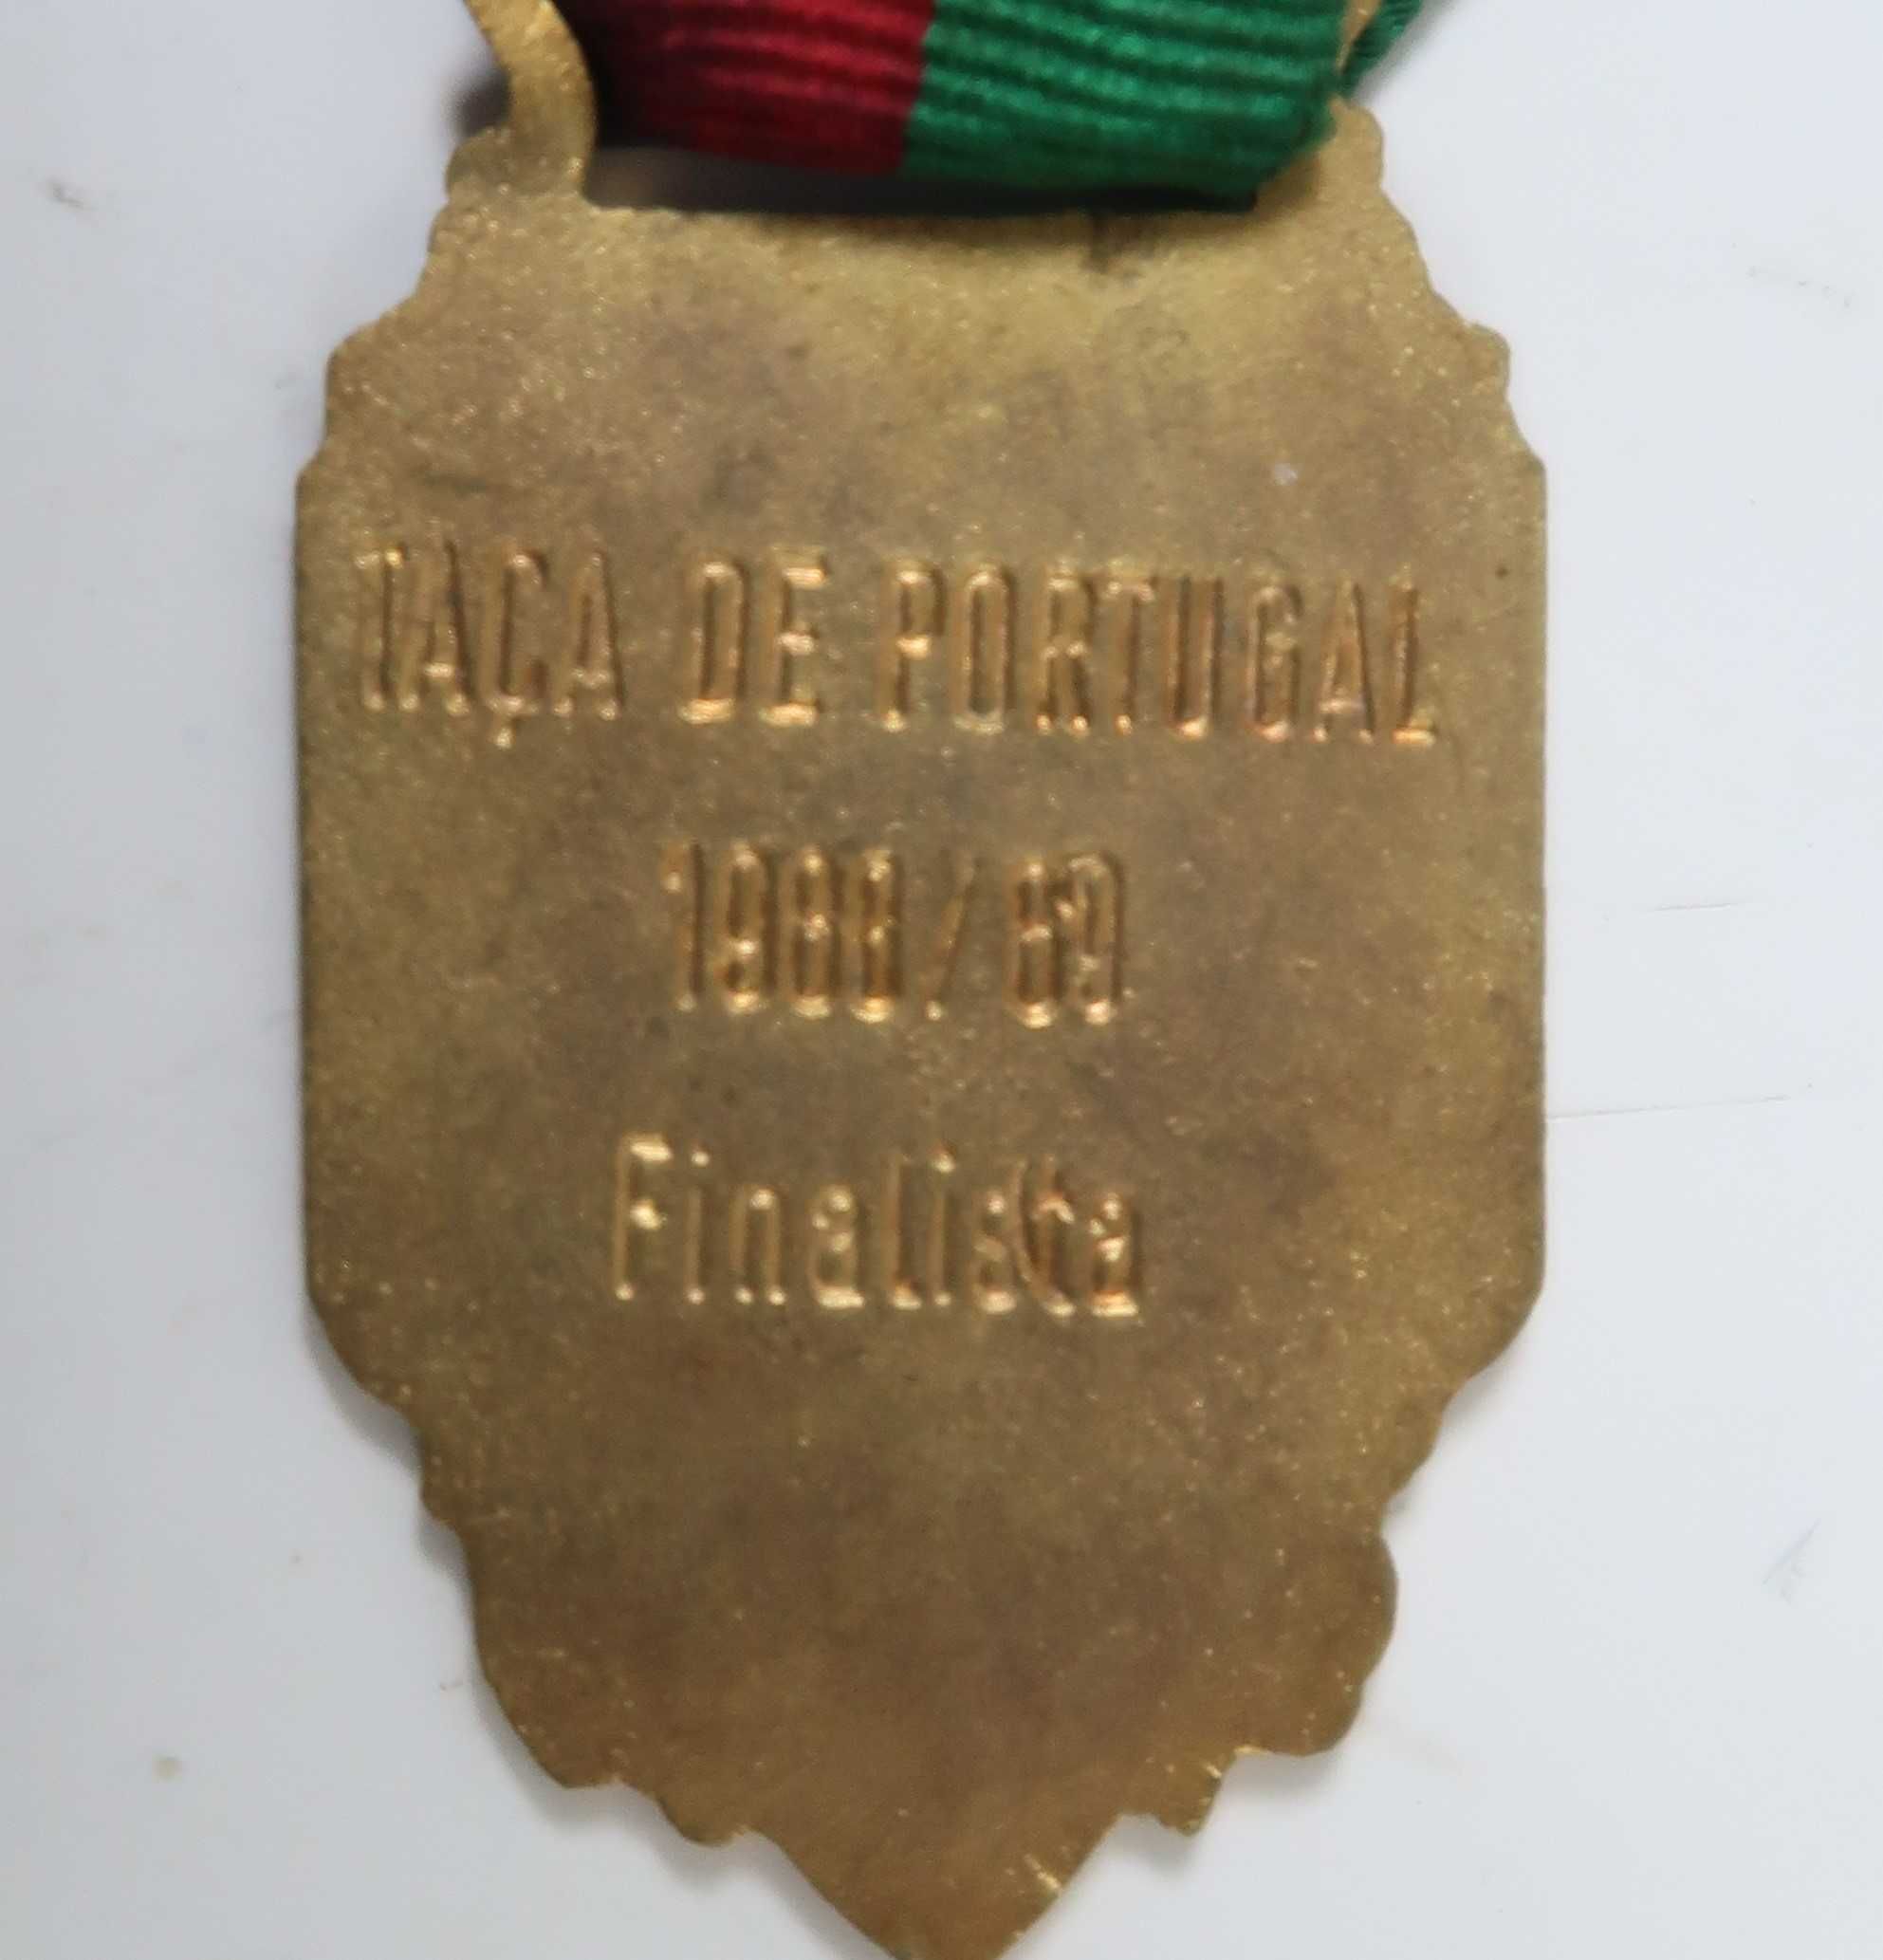 TAÇA DE PORTUGAL
1988/89
Finalista